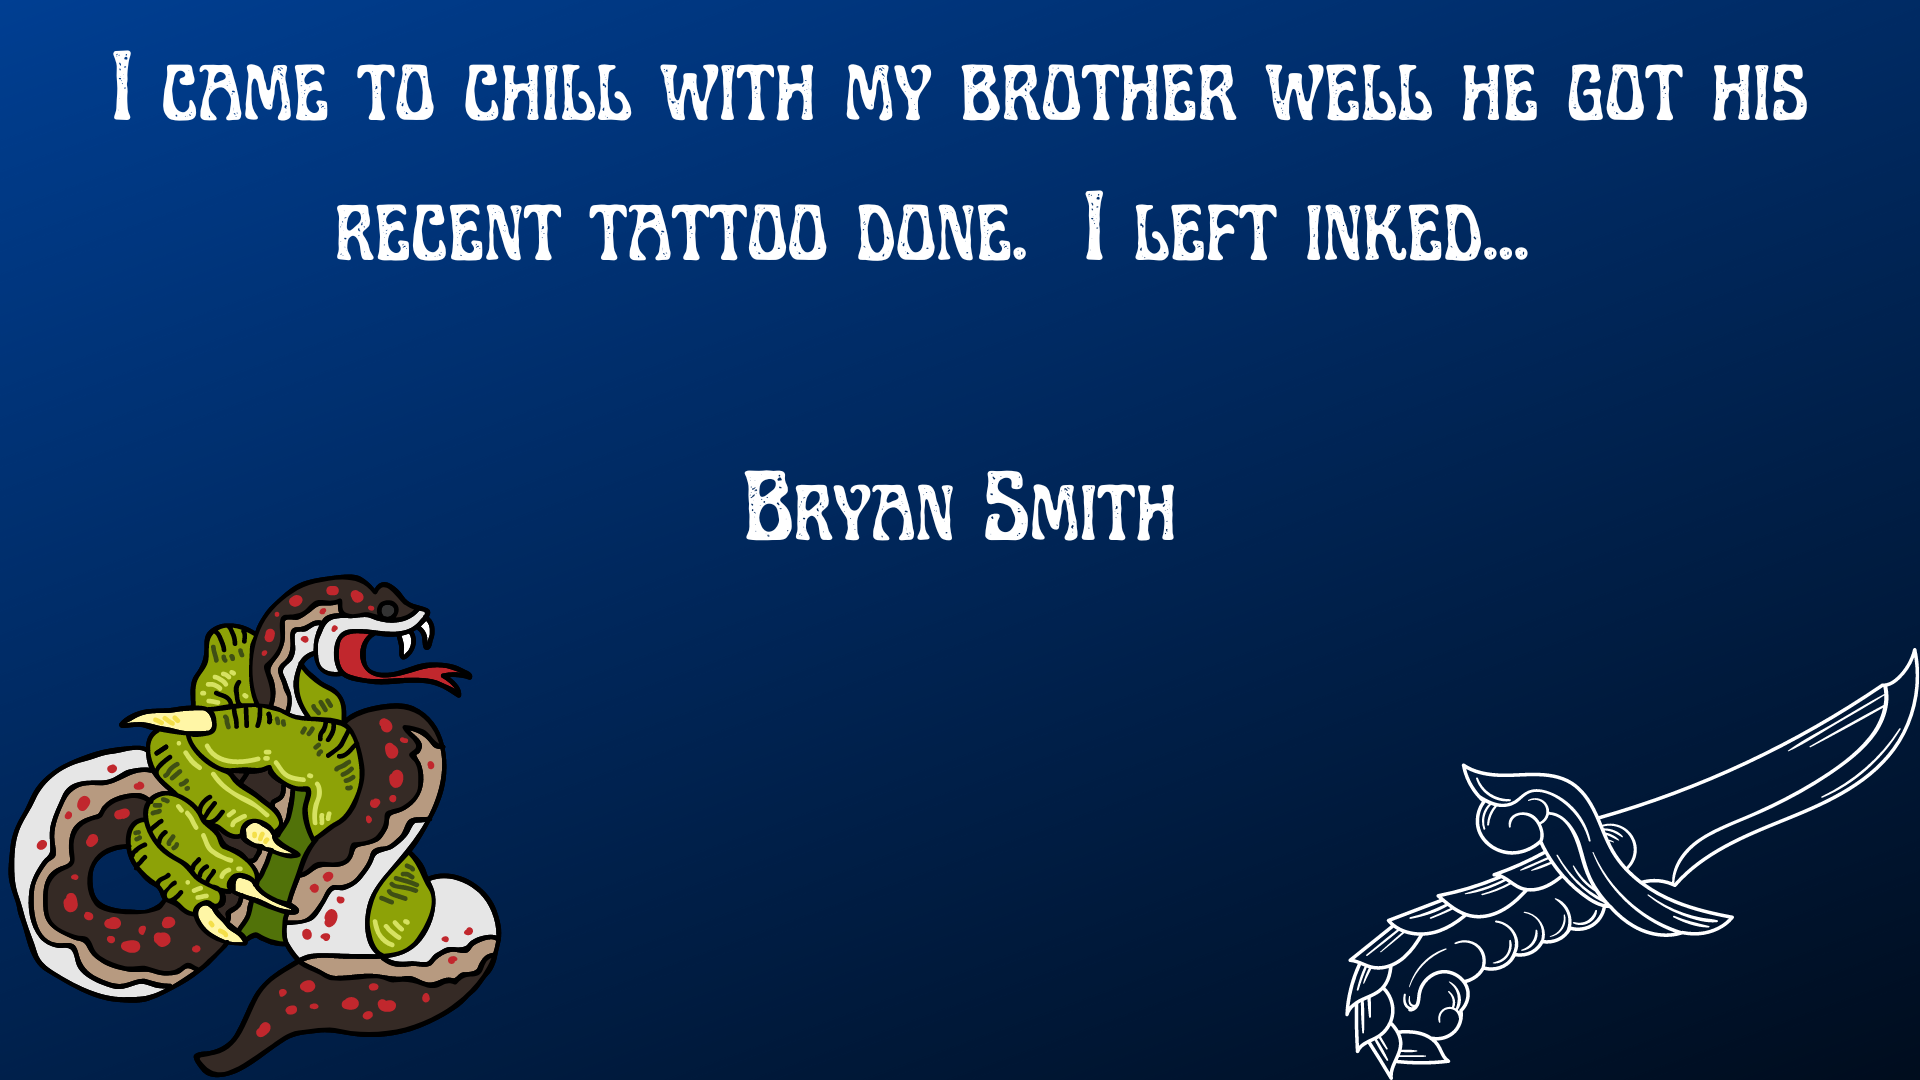 I came to chill with my brother well he got his
recent tattoo done.  I left inked...
Bryan Smith